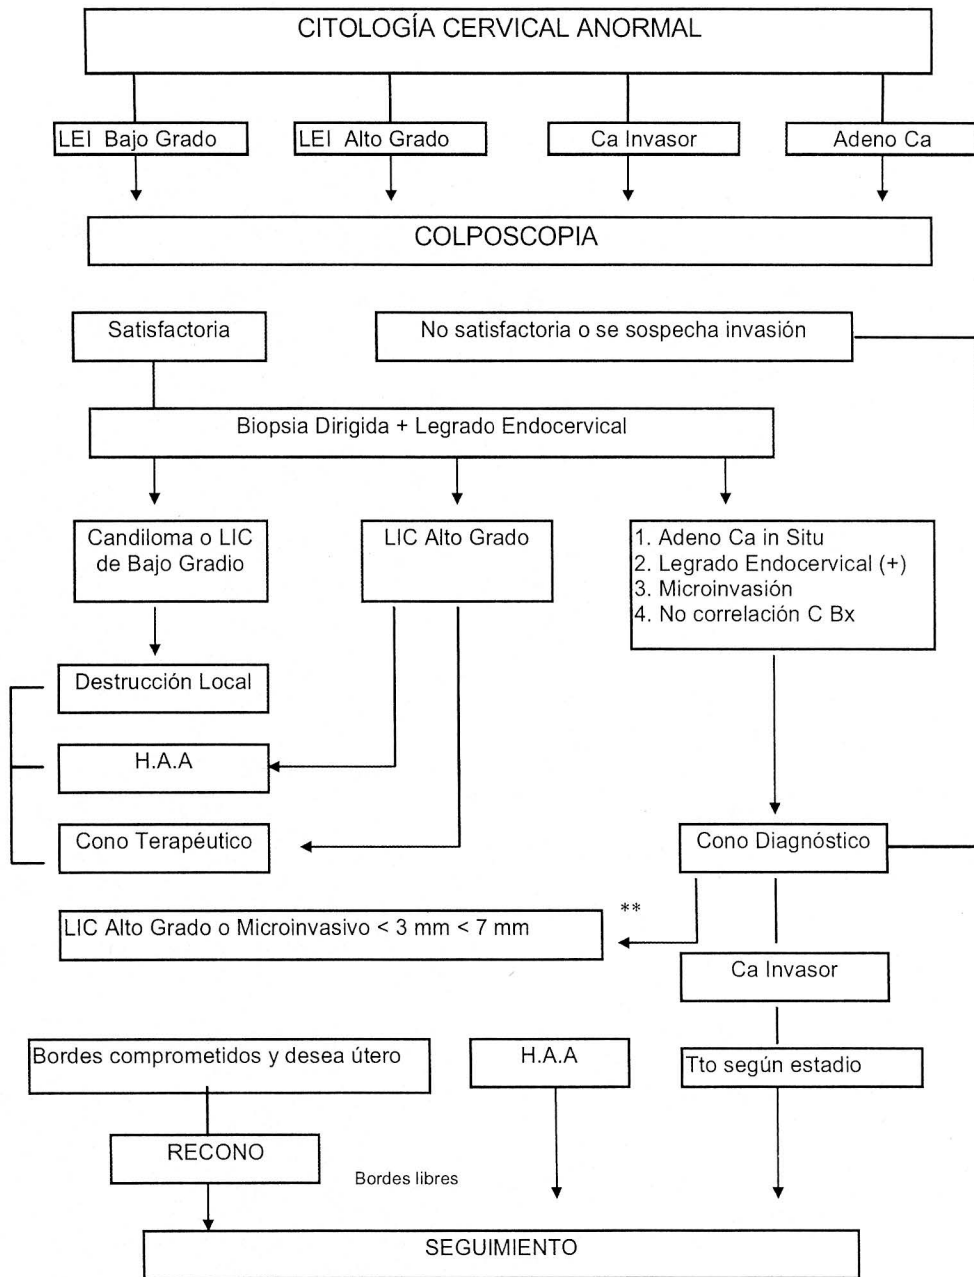 CITOLOGÍA CERVICAL ANORMAL
LEI Bajo Grado
LEI Alto Grado
Ca Invasor
Adeno Ca
COLPOSCOPIA
Satisfactoria
No satisfactoria o se sospecha invasión
Biopsia Dirigida + Legrado Endocervical
Candiloma o LIC
de Bajo Gradio
LIC Alto Grado
1. Adeno Ca in Situ
2. Legrado Endocervical (+)
3. Microinvasión
4. No correlación C Bx
Destrucción Local
H.A.A
Cono Terapéutico
Cono Diagnóstico
**
LIC Alto Grado o Microinvasivo < 3 mm < 7 mm
Ca Invasor
Bordes comprometidos y desea útero
H.A.A
Tto según estadio
RECONO
Bordes libres
SEGUIMIENTO